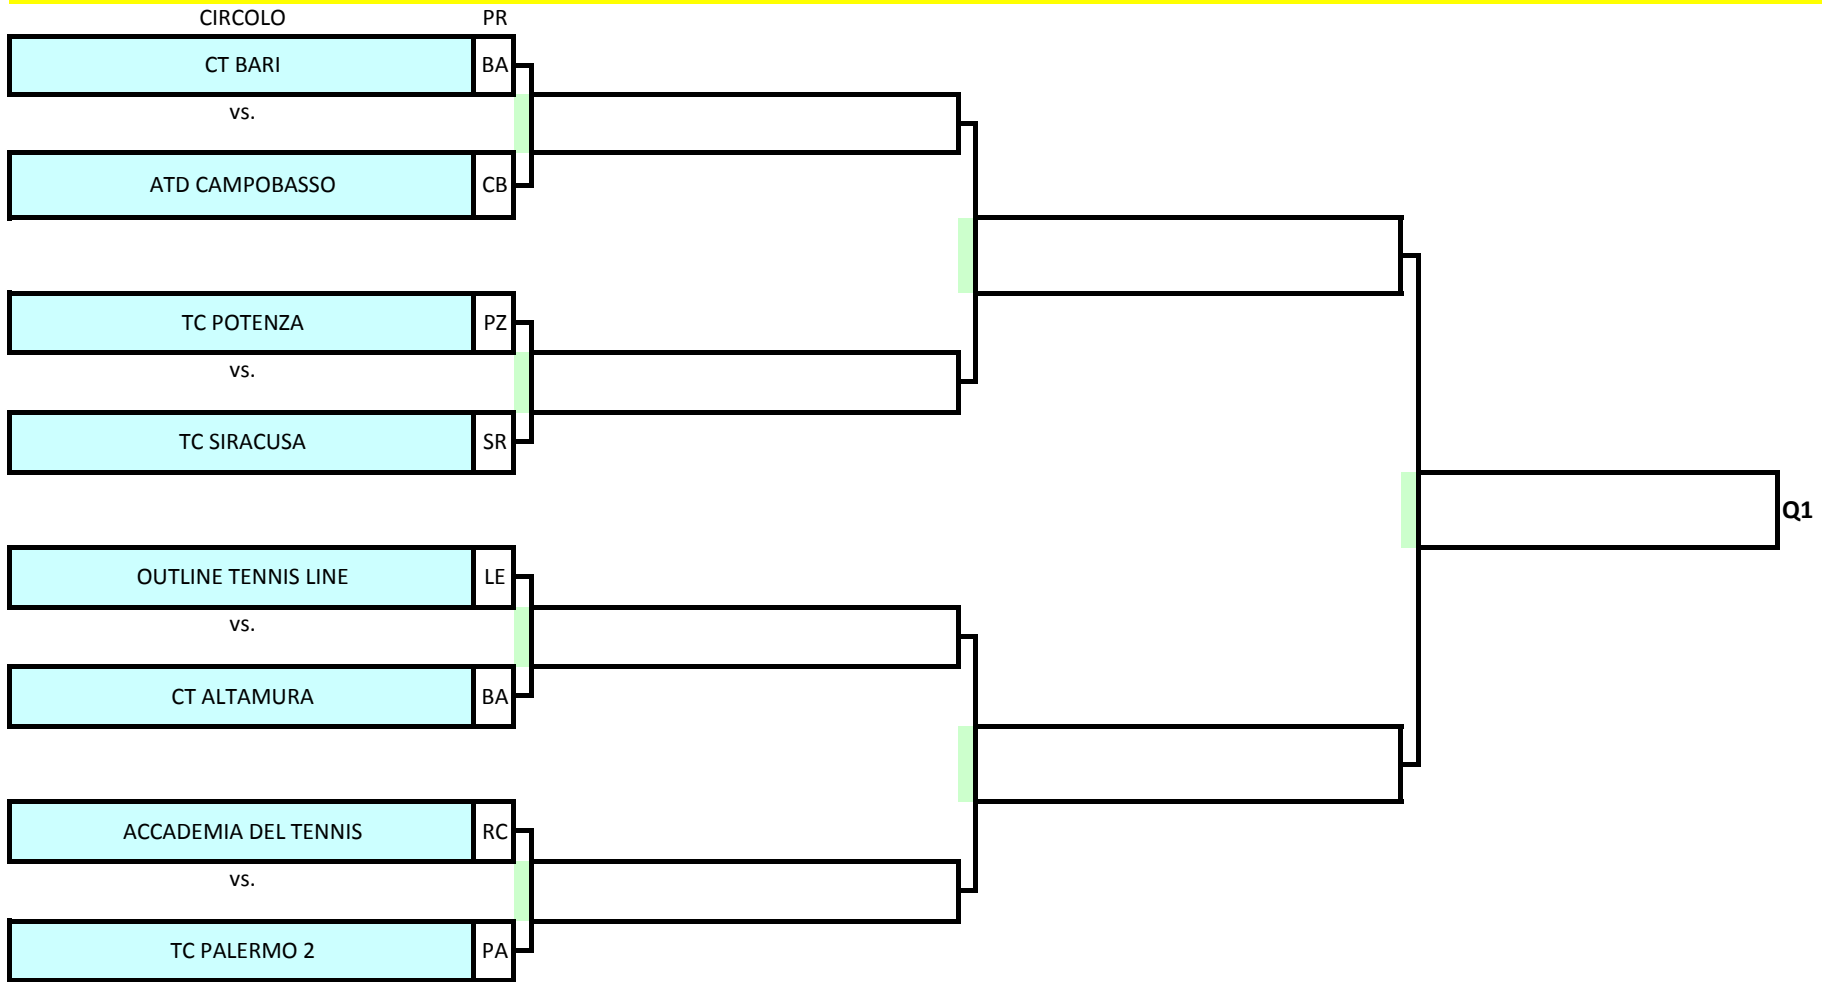 CIRCOLO PR
CT BARI BA
vs.
ATD CAMPOBASSO CB
TC POTENZA PZ
vs.
TC SIRACUSA SR
Q1
OUTLINE TENNIS LINE LE
vs.
CT ALTAMURA BA
ACCADEMIA DEL TENNIS RC
vs.
TC PALERMO 2 PA